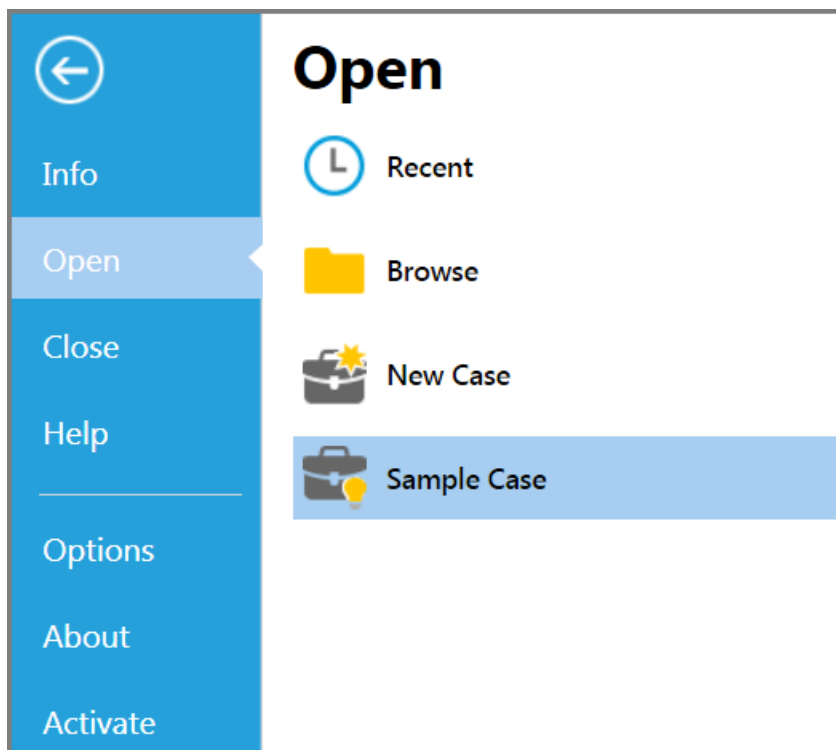 Info
Open
Close
Help
Options
About
Activate
Open
Recent
Browse
New Case
Sample Case